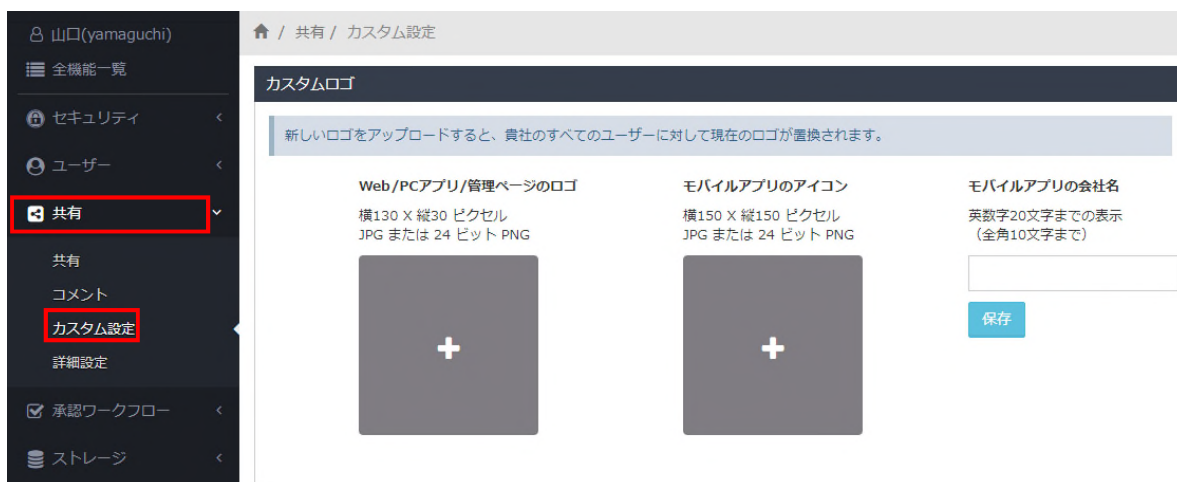 山口(yamaguchi)
全機能一覧
セキュリティ
ユーザー
共有
共有
コメント
カスタム設定
詳細設定
承認ワークフロー
ストレージ
/ 共有 / カスタム設定
カスタムロゴ
新しいロゴをアップロードすると、貴社のすべてのユーザーに対して現在のロゴが置換されます。
Web/PCアプリ/管理ページのロゴ
横130 X 縦30 ピクセル
JPG または 24 ビット PNG
モバイルアプリのアイコン
横150 X 縦150 ピクセル
JPG または 24 ビット PNG
モバイルアプリの会社名
英数字20文字までの表示
（全角10文字まで）
保存